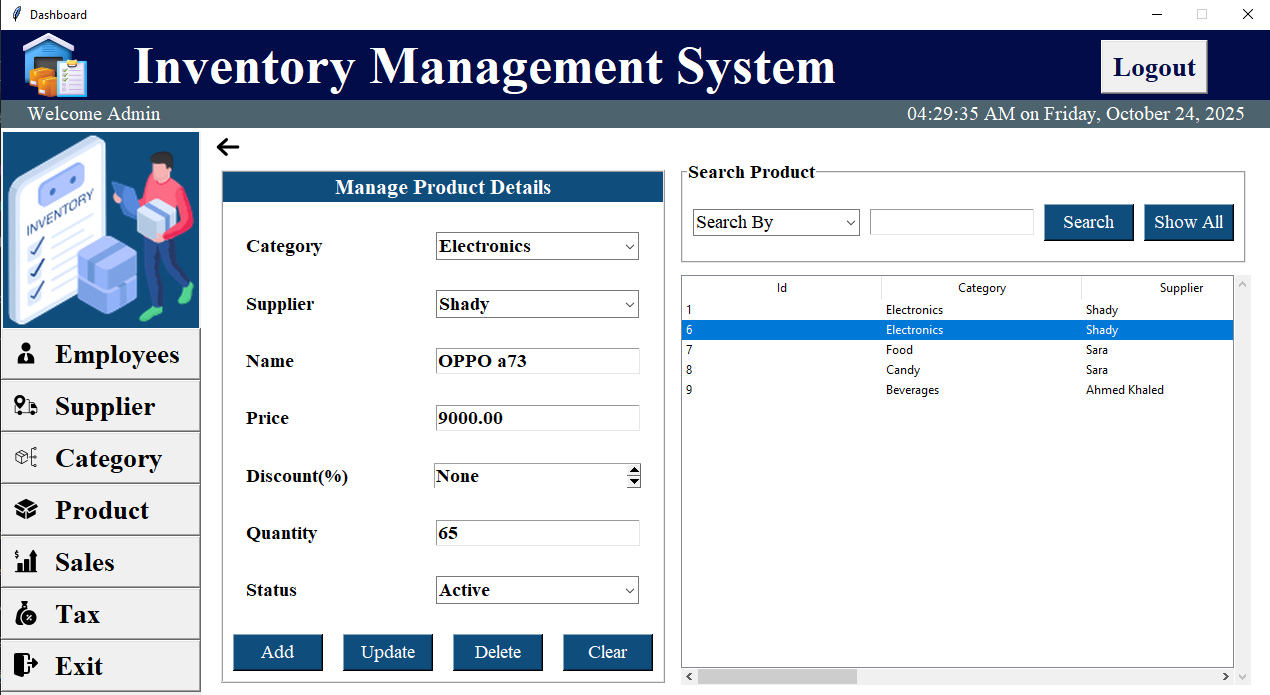 Dashboard
Inventory Management System
Logout
Welcome Admin
04:29:35 AM on Friday, October 24, 2025
INVENTORY
Employees
Supplier
Category
Product
Sales
Tax
Exit
Manage Product Details
Category Electronics
Supplier Shady
Name OPPO a73
Price 9000.00
Discount(%) None
Quantity 65
Status Active
Add Update Delete Clear
Search Product
Search By Search Show All
Id Category Supplier
1 Electronics Shady
6 Electronics Shady
7 Food Sara
8 Candy Sara
9 Beverages Ahmed Khaled